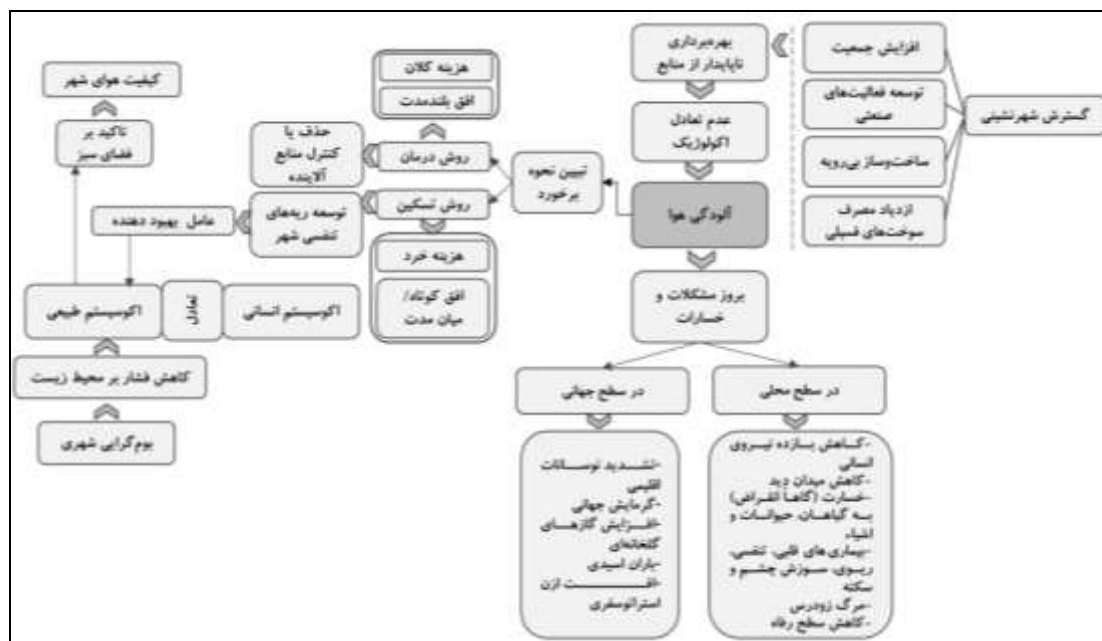 گسترش شهرنشینی
افزایش جمعیت
توسعه فعالیت‌های
صنعتی
ساخت‌وساز بی‌رویه
ازدیاد مصرف
سوخت‌های فسیلی
بهره‌برداری
ناپایدار از منابع
عدم تعادل
اکولوژیک
آلودگی هوا
بروز مشکلات و
خسارات
در سطح محلی
-کاهش بازده نیروی
انسانی
-کاهش میدان دید
-خسارت (گاهاً انقراض)
به گیاهان، حیوانات و
اشیاء
-بیماری‌های قلبی، تنفسی،
ریوی، سوزش چشم و
سکته
-مرگ زودرس
-کاهش سطح رفاه
در سطح جهانی
-تشدید نوسانات
اقلیمی
-گرمایش جهانی
-افزایش گازهای
گلخانه‌ای
-باران اسیدی
-افت ازن
استراتوسفری
تبیین نحوه
برخورد
روش درمان
هزینه کلان
افق بلندمدت
حذف یا
کنترل منابع
آلاینده
روش تسکین
هزینه خرد
افق کوتاه/
میان مدت
توسعه ریه‌های
تنفسی شهر
عامل بهبود دهنده
اکوسیستم انسانی
تعادل
اکوسیستم طبیعی
تاکید بر
فضای سبز
کیفیت هوای شهر
کاهش فشار بر محیط زیست
بوم‌گرایی شهری